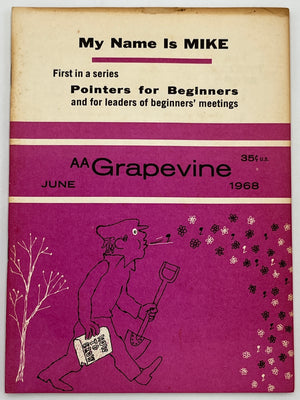 My Name Is MIKE
First in a series
Pointers for Beginners
and for leaders of beginners' meetings
AA Grapevine
35¢ U.S.
JUNE 1968